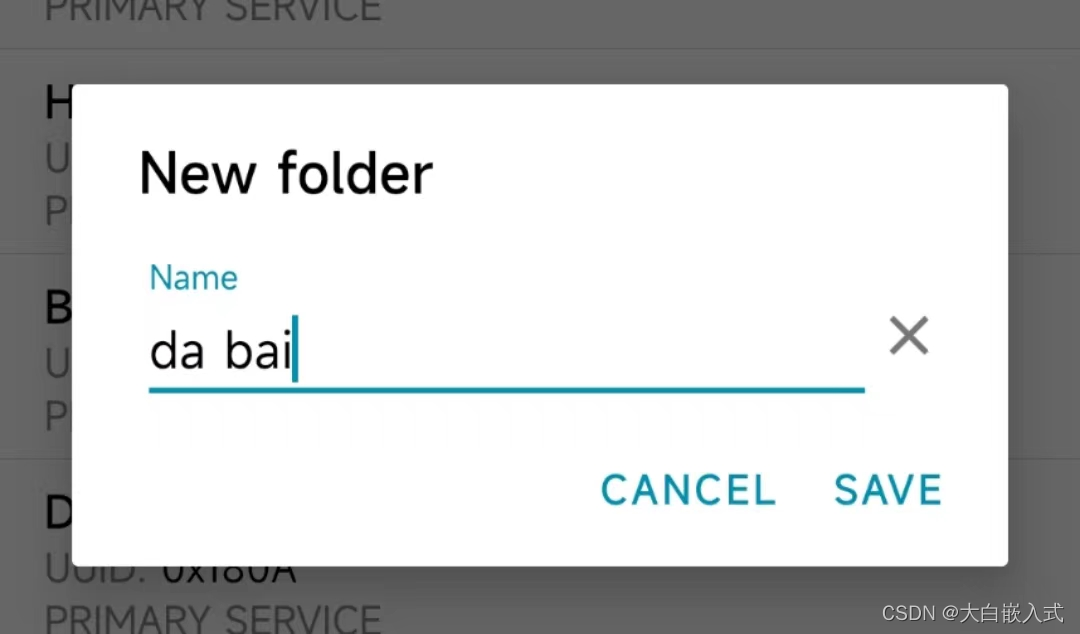 PRIMARY SERVICE
New folder
Name
da bai
CANCEL SAVE
UUID: 0x180A
PRIMARY SERVICE
CSDN @大白嵌入式